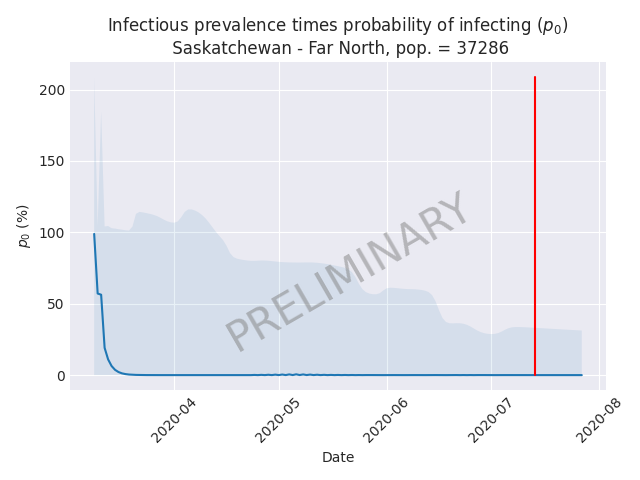 Infectious prevalence times probability of infecting (p₀)
Saskatchewan - Far North, pop. = 37286
200
150
100
50
0
p₀ (%)
PRELIMINARY
2020-04
2020-05
2020-06
2020-07
2020-08
Date